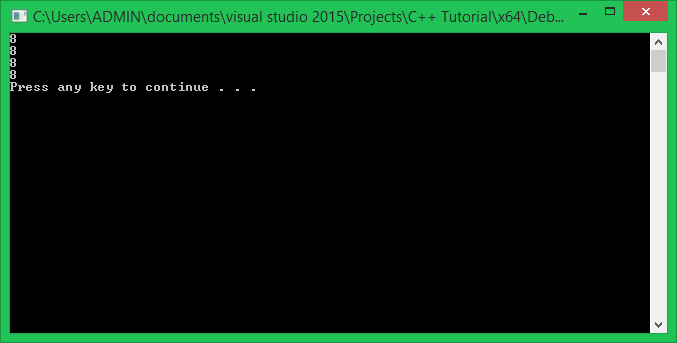 C:\Users\ADMIN\documents\visual studio 2015\Projects\C++ Tutorial\x64\Deb...
8
8
8
8
Press any key to continue . . .